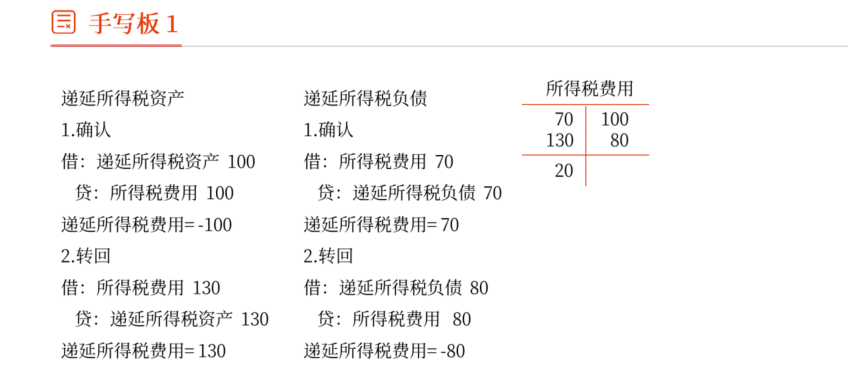 手写板 1
递延所得税资产
1.确认
借：递延所得税资产 100
贷：所得税费用 100
递延所得税费用= -100
2.转回
借：所得税费用 130
贷：递延所得税资产 130
递延所得税费用= 130
递延所得税负债
1.确认
借：所得税费用 70
贷：递延所得税负债 70
递延所得税费用= 70
2.转回
借：递延所得税负债 80
贷：所得税费用 80
递延所得税费用= -80
所得税费用
70 100
130 80
20